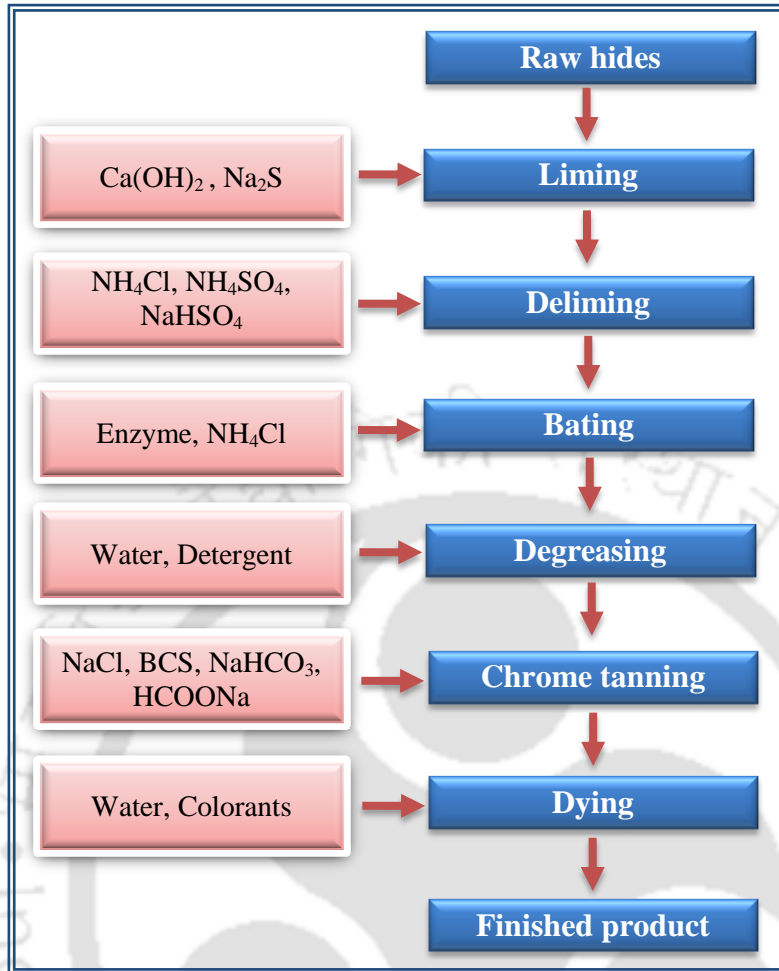 Raw hides
Ca(OH)₂ , Na₂S
Liming
NH₄Cl, NH₄SO₄,
NaHSO₄
Deliming
Enzyme, NH₄Cl
Bating
Water, Detergent
Degreasing
NaCl, BCS, NaHCO₃,
HCOONa
Chrome tanning
Water, Colorants
Dying
Finished product